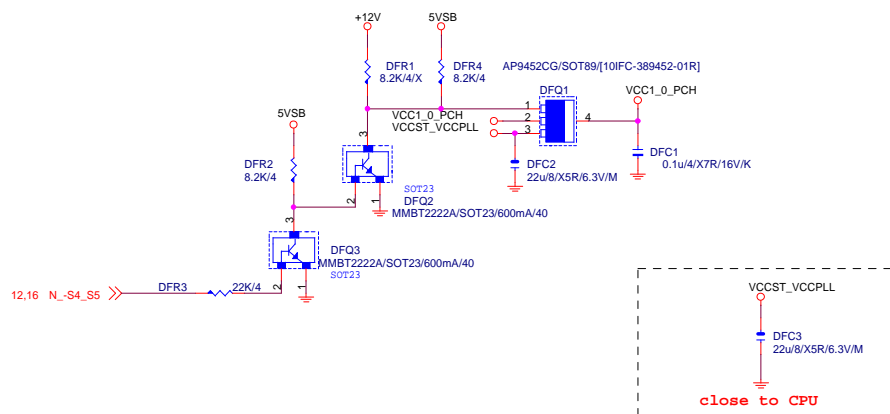 +12V
5VSB
DFR1
8.2K/4/X
DFR4
8.2K/4
AP9452CG/SOT89/[10IFC-389452-01R]
DFQ1
VCC1_0_PCH
1
2
3
4
VCC1_0_PCH
VCCST_VCCPLL
DFC2
22u/8/X5R/6.3V/M
DFC1
0.1u/4/X7R/16V/K
5VSB
DFR2
8.2K/4
3
2
1
SOT23
DFQ2
MMBT2222A/SOT23/600mA/40
3
2
1
DFQ3
MMBT2222A/SOT23/600mA/40
SOT23
12,16 N_-S4_S5
DFR3
22K/4
VCCST_VCCPLL
DFC3
22u/8/X5R/6.3V/M
close to CPU